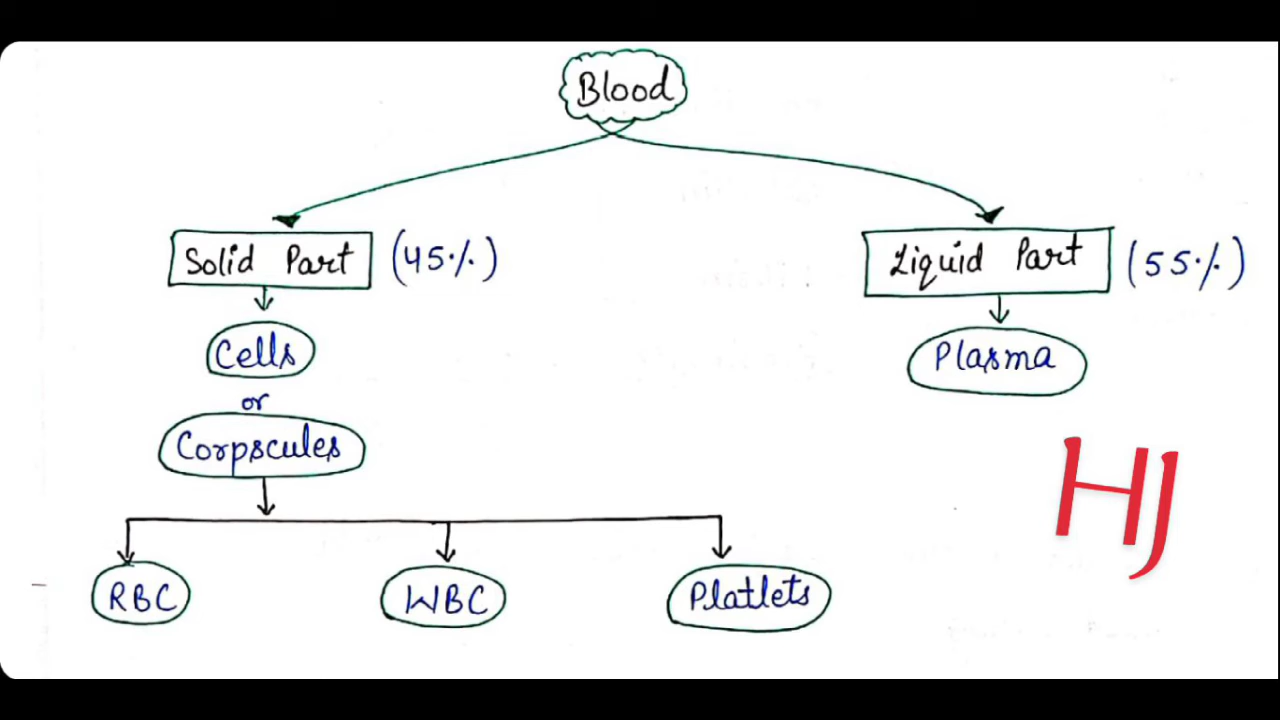 Blood
Solid Part (45%)
Liquid Part (55%)
Cells
or
Corpscules
Plasma
HJ
RBC
WBC
Platlets